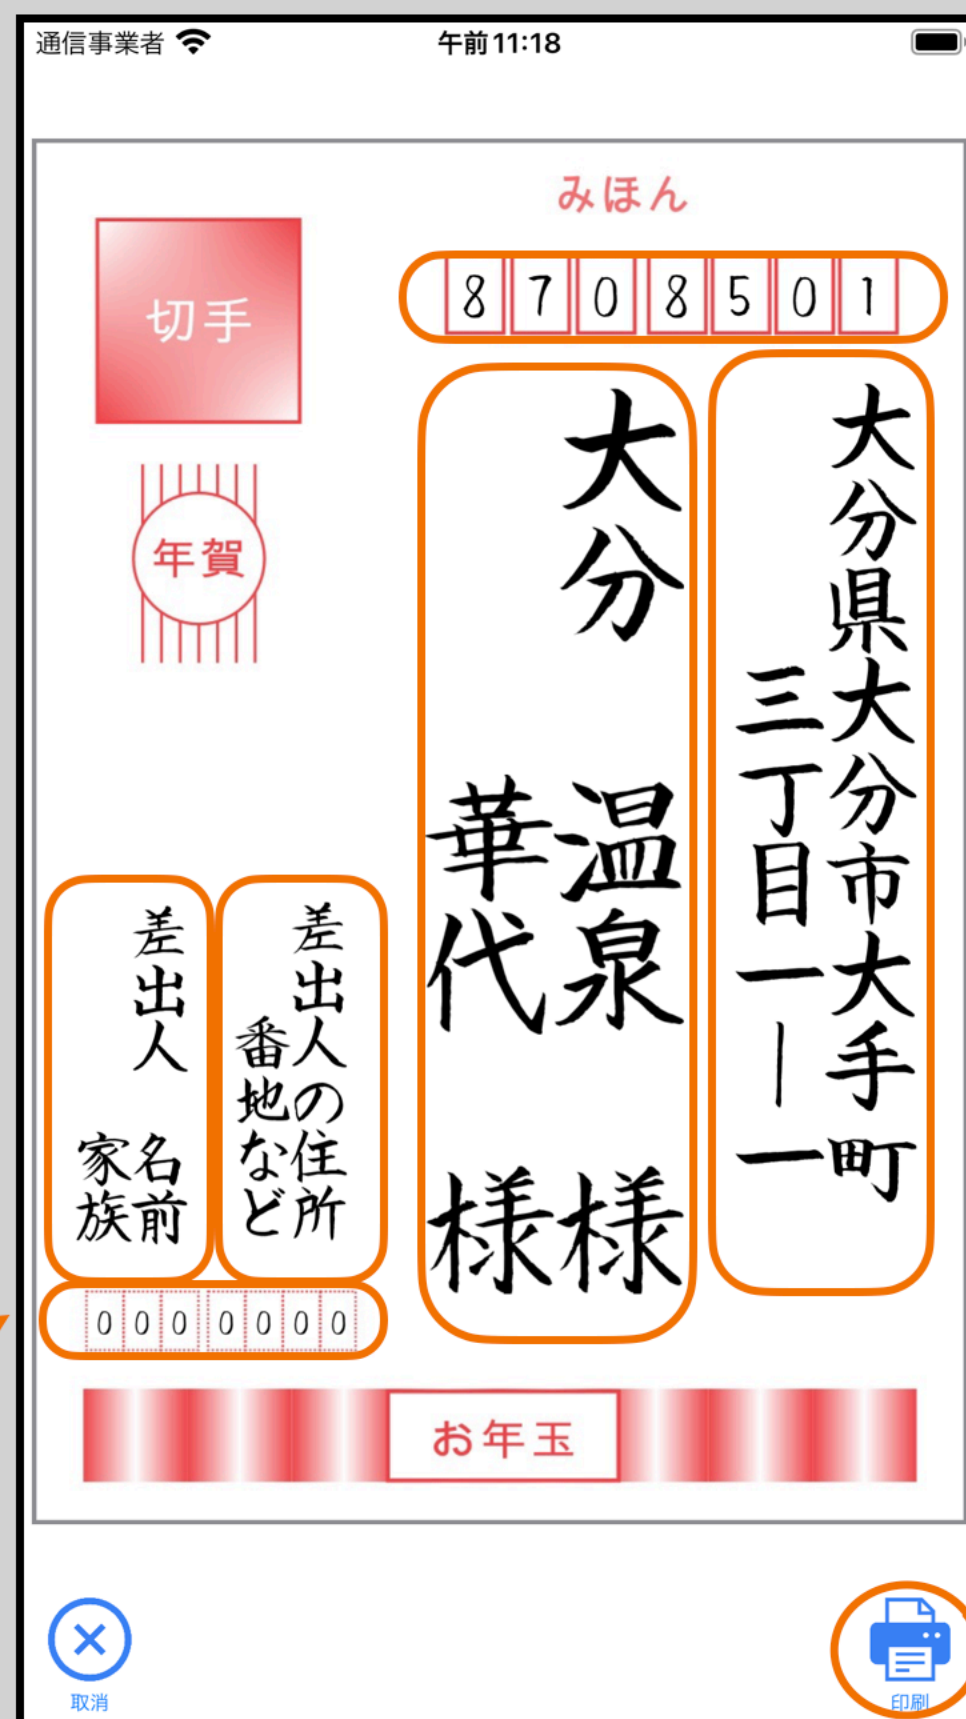 通信事業者
午前11:18
みほん
切手
8708501
大分県大分市大手町
三丁目一ー一
大分 温泉 様
華代 様
年賀
差出人の住所
番地など
差出人 名前
家族
0000000
お年玉
取消
印刷